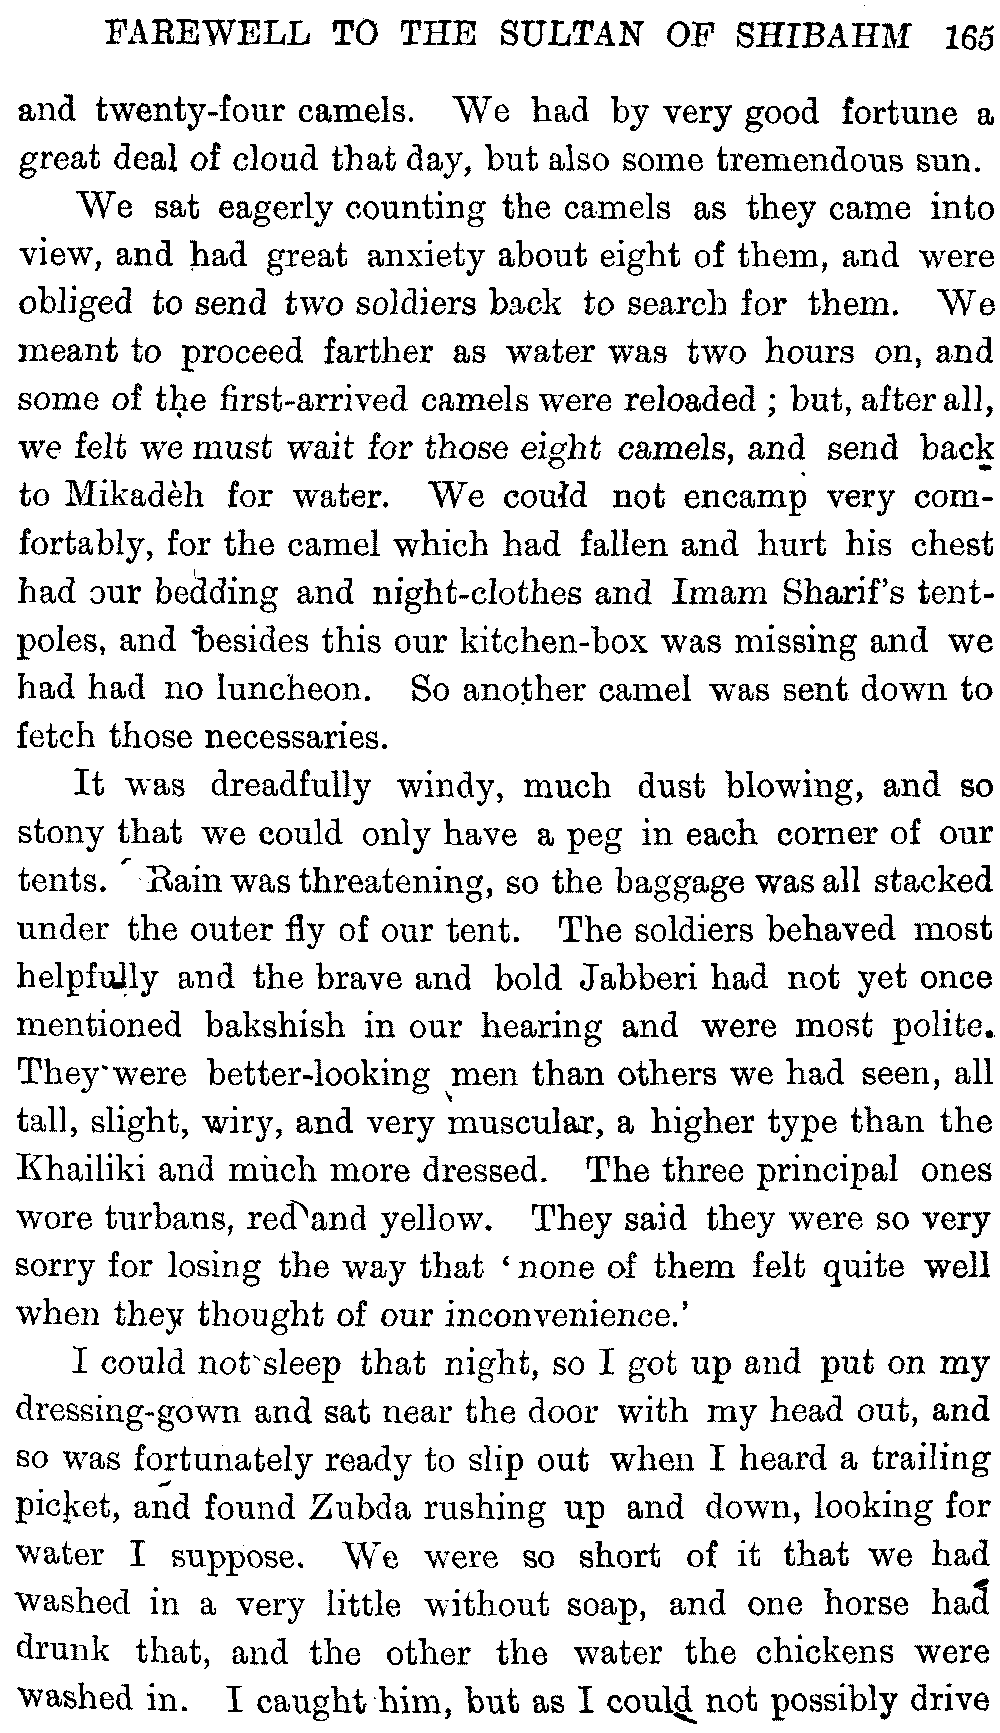 FAREWELL TO THE SULTAN OF SHIBAHM 165
and twenty-four camels. We had by very good fortune a
great deal of cloud that day, but also some tremendous sun.
We sat eagerly counting the camels as they came into
view, and had great anxiety about eight of them, and were
obliged to send two soldiers back to search for them. We
meant to proceed farther as water was two hours on, and
some of the first-arrived camels were reloaded ; but, after all,
we felt we must wait for those eight camels, and send back
to Mikadèh for water. We could not encamp very com-
fortably, for the camel which had fallen and hurt his chest
had our bedding and night-clothes and Imam Sharif's tent-
poles, and besides this our kitchen-box was missing and we
had had no luncheon. So another camel was sent down to
fetch those necessaries.
It was dreadfully windy, much dust blowing, and so
stony that we could only have a peg in each corner of our
tents. Rain was threatening, so the baggage was all stacked
under the outer fly of our tent. The soldiers behaved most
helpfully and the brave and bold Jabberi had not yet once
mentioned bakshish in our hearing and were most polite.
They were better-looking men than others we had seen, all
tall, slight, wiry, and very muscular, a higher type than the
Khailiki and much more dressed. The three principal ones
wore turbans, red and yellow. They said they were so very
sorry for losing the way that ‘none of them felt quite well
when they thought of our inconvenience.’
I could not sleep that night, so I got up and put on my
dressing-gown and sat near the door with my head out, and
so was fortunately ready to slip out when I heard a trailing
picket, and found Zubda rushing up and down, looking for
water I suppose. We were so short of it that we had
washed in a very little without soap, and one horse had
drunk that, and the other the water the chickens were
washed in. I caught him, but as I could not possibly drive